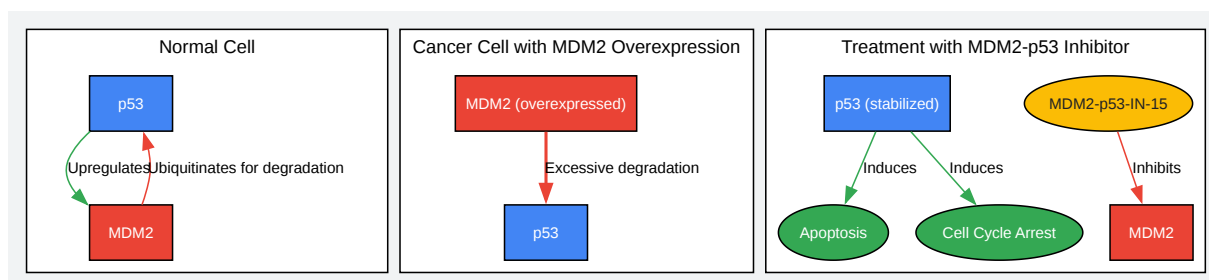 Normal Cell
p53
Upregulates
Ubiquitinates for degradation
MDM2
Cancer Cell with MDM2 Overexpression
MDM2 (overexpressed)
Excessive degradation
p53
Treatment with MDM2-p53 Inhibitor
p53 (stabilized)
MDM2-p53-IN-15
Induces
Induces
Inhibits
Apoptosis
Cell Cycle Arrest
MDM2